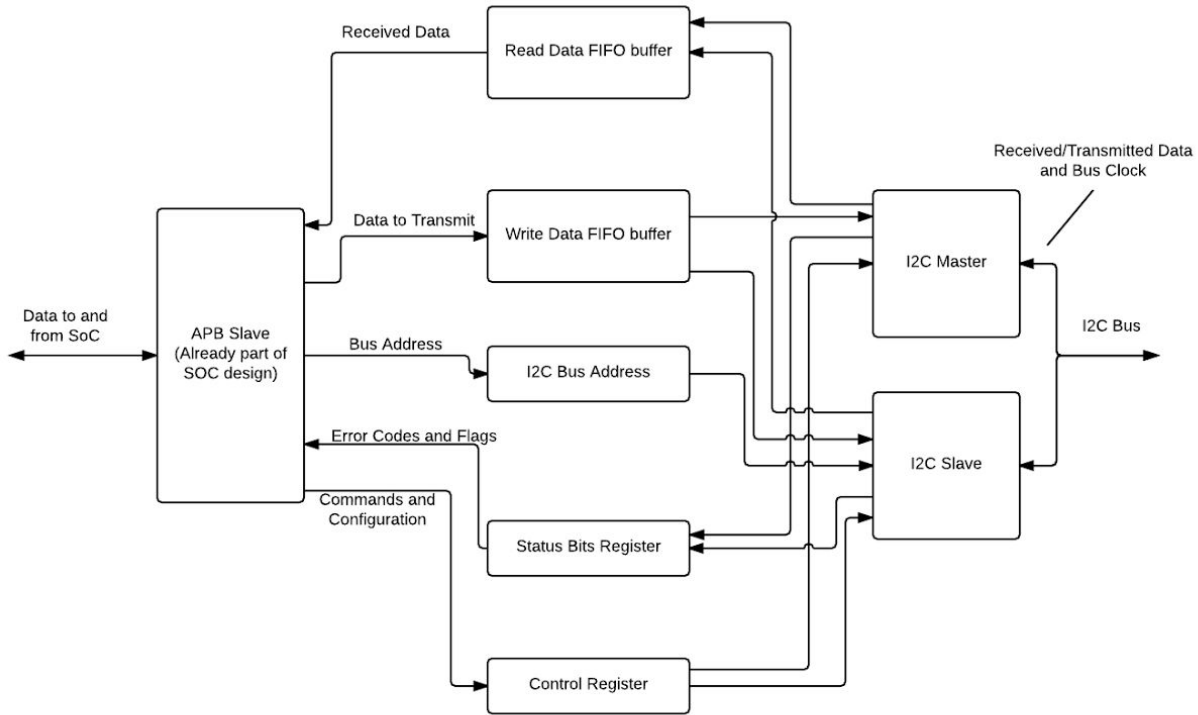 Received Data
Read Data FIFO buffer
Received/Transmitted Data
and Bus Clock
Data to Transmit
Write Data FIFO buffer
I2C Master
Data to and
from SoC
APB Slave
(Already part of
SOC design)
Bus Address
I2C Bus Address
I2C Bus
Error Codes and Flags
I2C Slave
Commands and
Configuration
Status Bits Register
Control Register